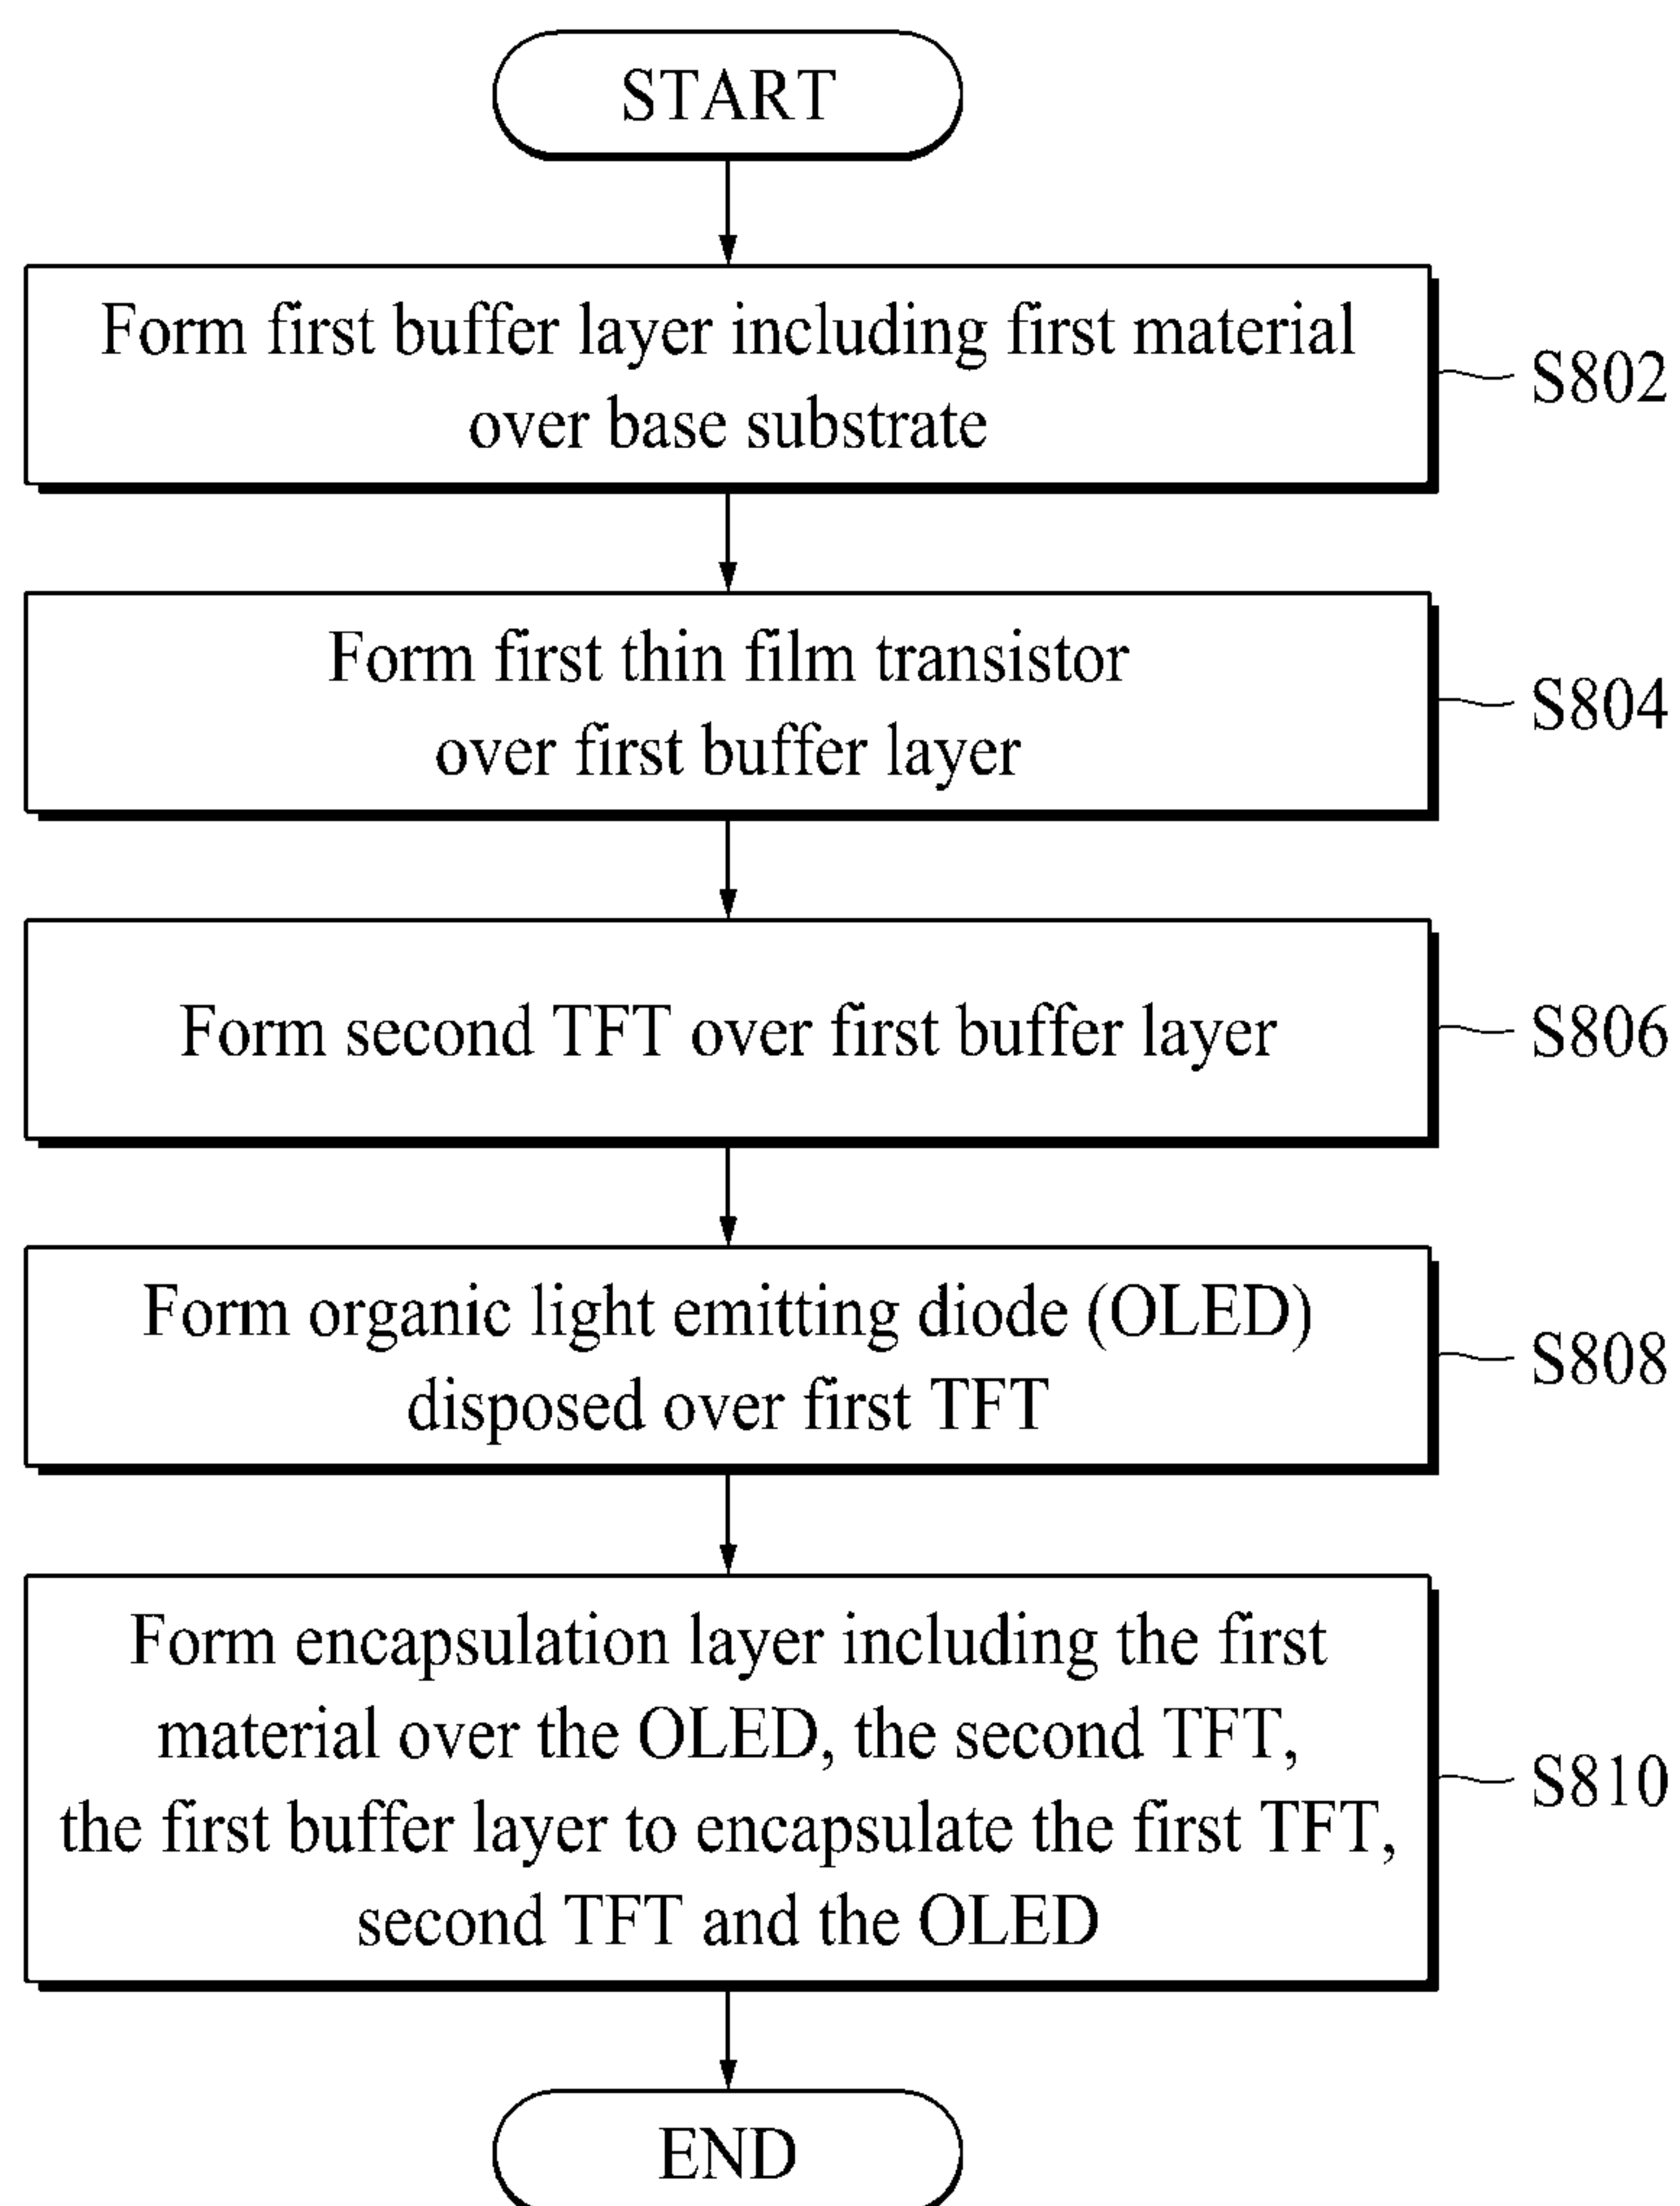 START
Form first buffer layer including first material
over base substrate
S802
Form first thin film transistor
over first buffer layer
S804
Form second TFT over first buffer layer
S806
Form organic light emitting diode (OLED)
disposed over first TFT
S808
Form encapsulation layer including the first
material over the OLED, the second TFT,
the first buffer layer to encapsulate the first TFT,
second TFT and the OLED
S810
END